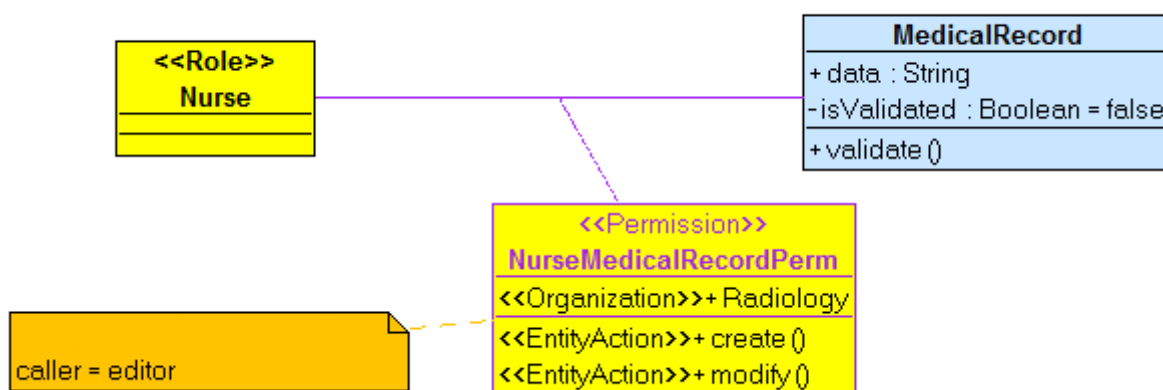 <<Role>>
Nurse
MedicalRecord
+ data : String
- isValidated : Boolean = false
+ validate ()
<<Permission>>
NurseMedicalRecordPerm
<<Organization>>+ Radiology
<<EntityAction>>+ create ()
<<EntityAction>>+ modify ()
caller = editor